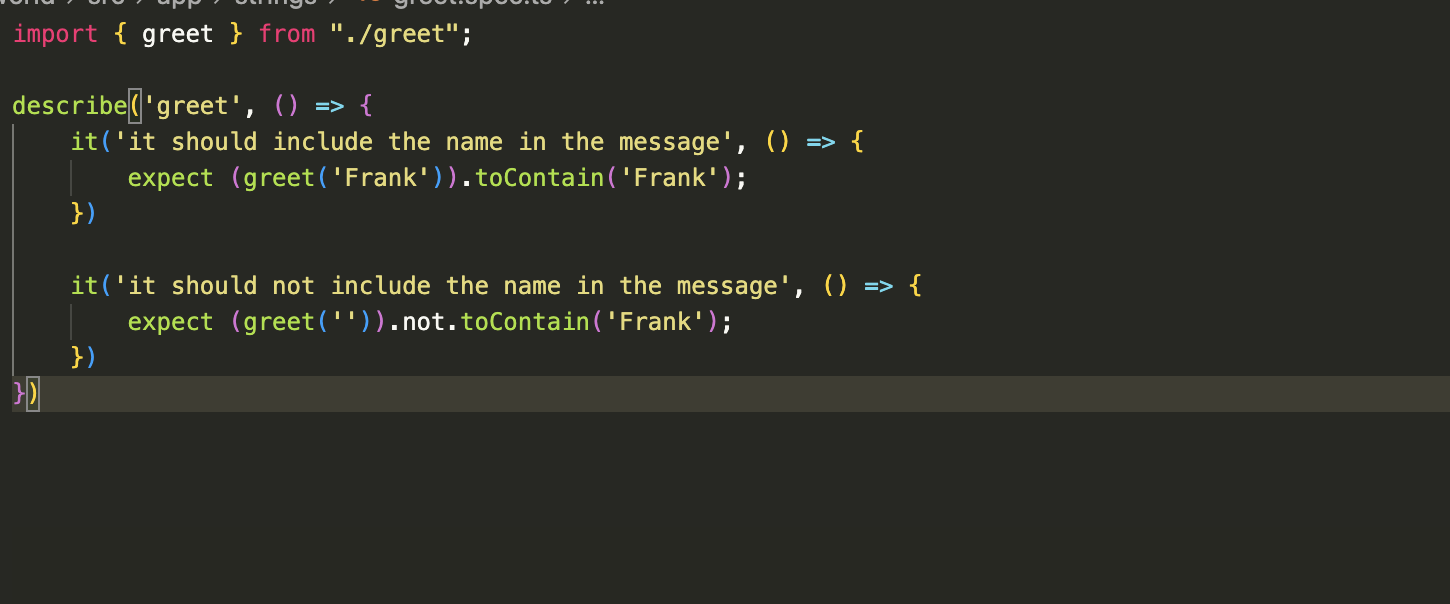 world › src › app › strings › greet.spec.ts › ...
import { greet } from "./greet";
describe('greet', () => {
    it('it should include the name in the message', () => {
        expect (greet('Frank')).toContain('Frank');
    })
    it('it should not include the name in the message', () => {
        expect (greet('')).not.toContain('Frank');
    })
})